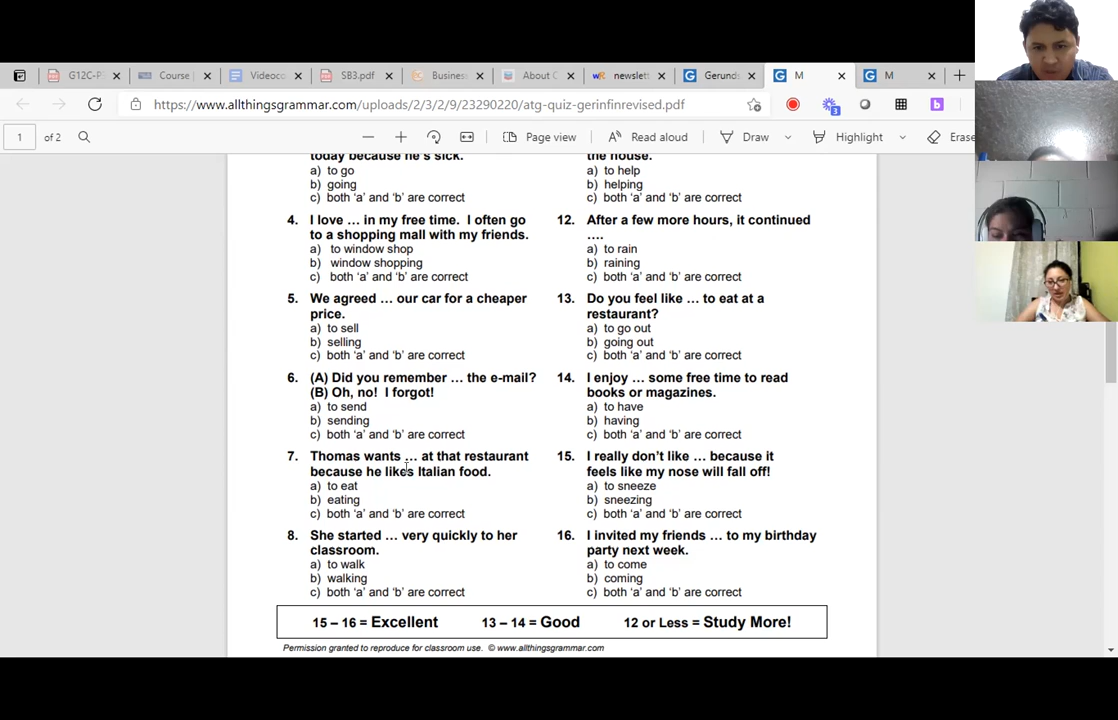 G12C-P
Course
Videoco
SB3.pdf
Business
About C
newslett
Gerunds
M
M
https://www.allthingsgrammar.com/uploads/2/3/2/9/23290220/atg-quiz-gerinfinrevised.pdf
1 of 2
Page view
Read aloud
Draw
Highlight
Erase
today because he's sick.
a) to go
b) going
c) both 'a' and 'b' are correct
4. I love … in my free time. I often go
to a shopping mall with my friends.
a) to window shop
b) window shopping
c) both 'a' and 'b' are correct
5. We agreed … our car for a cheaper
price.
a) to sell
b) selling
c) both 'a' and 'b' are correct
6. (A) Did you remember … the e-mail?
(B) Oh, no! I forgot!
a) to send
b) sending
c) both 'a' and 'b' are correct
7. Thomas wants … at that restaurant
because he likes Italian food.
a) to eat
b) eating
c) both 'a' and 'b' are correct
8. She started … very quickly to her
classroom.
a) to walk
b) walking
c) both 'a' and 'b' are correct
the house.
a) to help
b) helping
c) both 'a' and 'b' are correct
12. After a few more hours, it continued
….
a) to rain
b) raining
c) both 'a' and 'b' are correct
13. Do you feel like … to eat at a
restaurant?
a) to go out
b) going out
c) both 'a' and 'b' are correct
14. I enjoy … some free time to read
books or magazines.
a) to have
b) having
c) both 'a' and 'b' are correct
15. I really don't like … because it
feels like my nose will fall off!
a) to sneeze
b) sneezing
c) both 'a' and 'b' are correct
16. I invited my friends … to my birthday
party next week.
a) to come
b) coming
c) both 'a' and 'b' are correct
15 – 16 = Excellent 13 – 14 = Good 12 or Less = Study More!
Permission granted to reproduce for classroom use. © www.allthingsgrammar.com